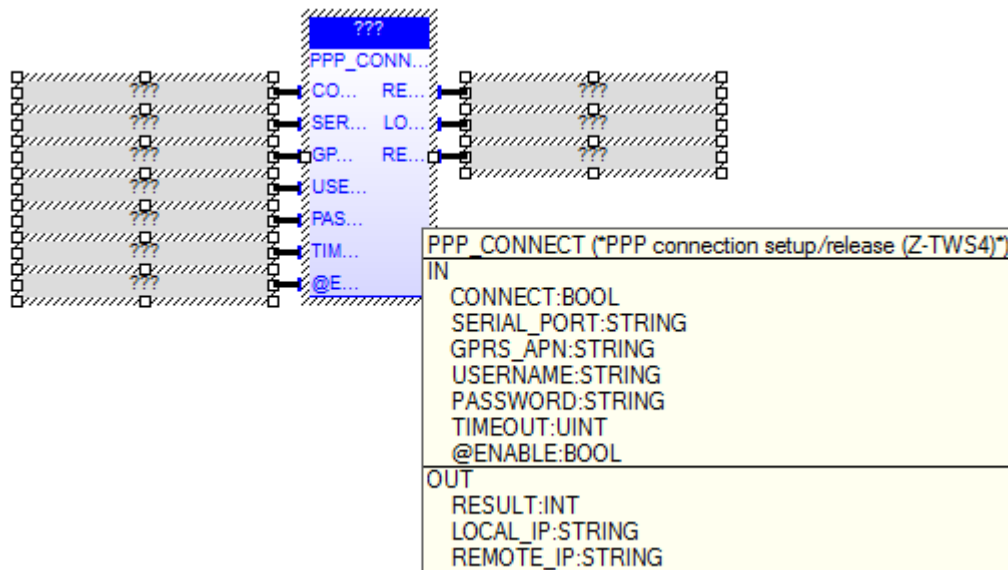 ???
PPP_CONN...
??? CO... RE... ???
??? SER... LO... ???
??? GP... RE... ???
??? USE...
??? PAS...
??? TIM...
??? @E...
PPP_CONNECT (*PPP connection setup/release (Z-TWS4)*)
IN
CONNECT:BOOL
SERIAL_PORT:STRING
GPRS_APN:STRING
USERNAME:STRING
PASSWORD:STRING
TIMEOUT:UINT
@ENABLE:BOOL
OUT
RESULT:INT
LOCAL_IP:STRING
REMOTE_IP:STRING